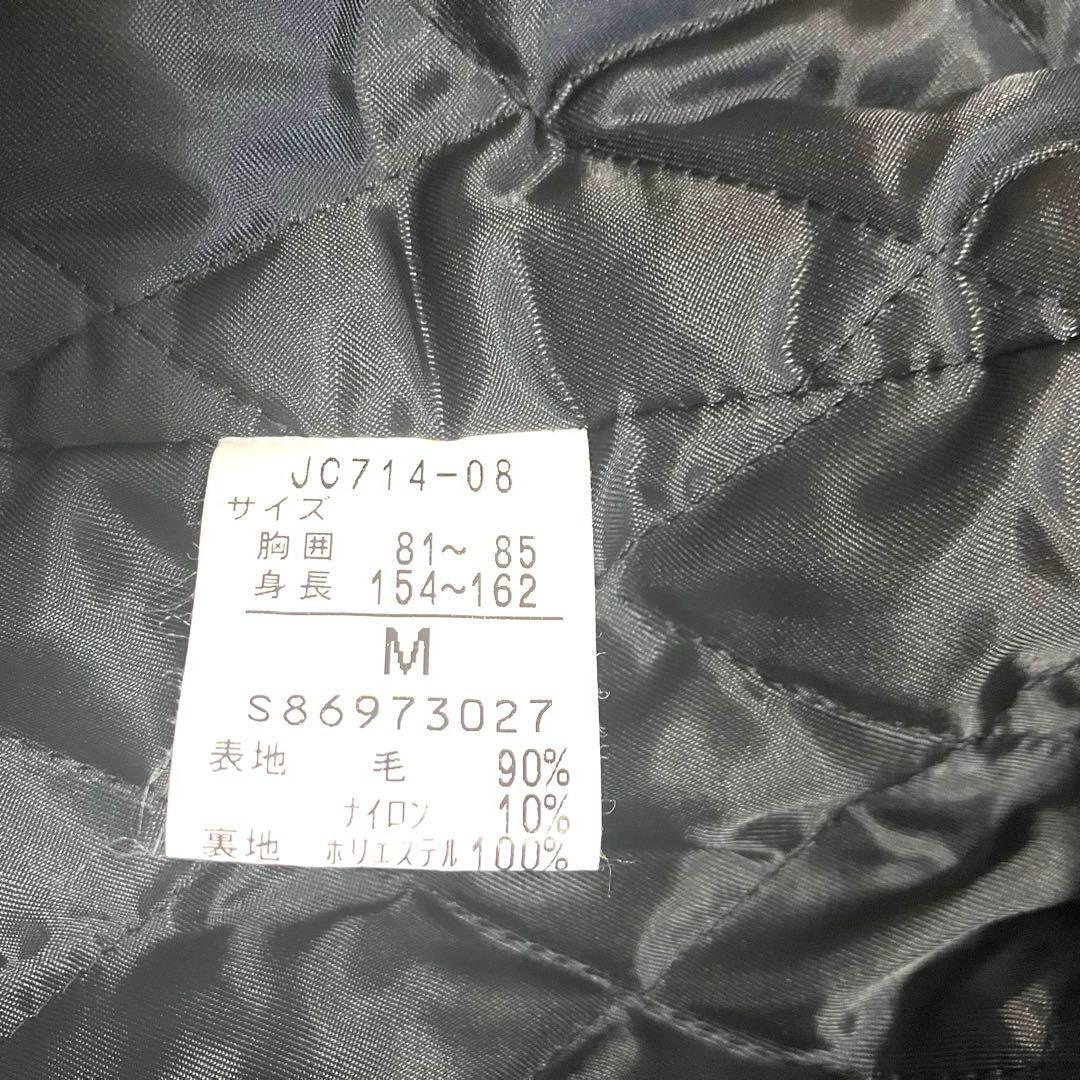 JC714-08
サイズ
胸囲 81〜 85
身長 154〜162
M
S86973027
表地 毛 90%
ナイロン 10%
裏地 ポリエステル 100%